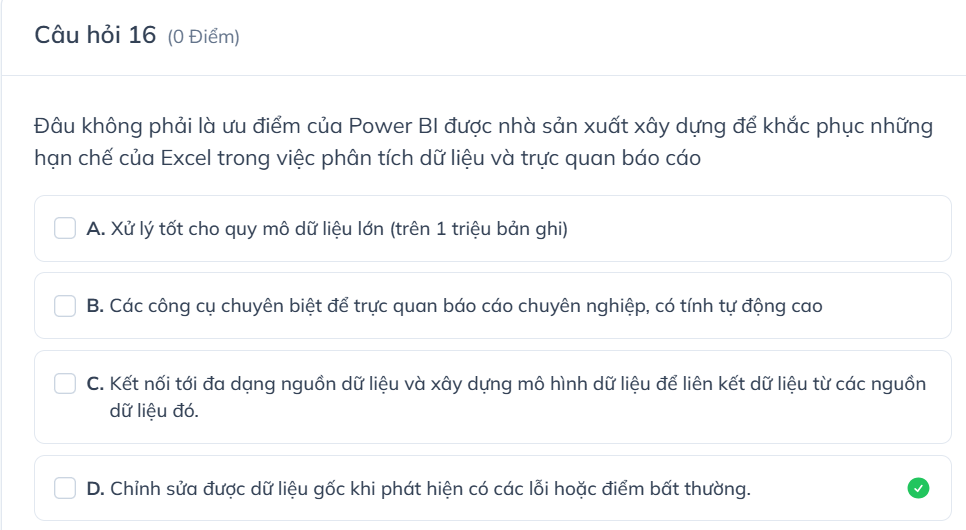 Câu hỏi 16 (0 Điểm)
Đâu không phải là ưu điểm của Power BI được nhà sản xuất xây dựng để khắc phục những
hạn chế của Excel trong việc phân tích dữ liệu và trực quan báo cáo
A. Xử lý tốt cho quy mô dữ liệu lớn (trên 1 triệu bản ghi)
B. Các công cụ chuyên biệt để trực quan báo cáo chuyên nghiệp, có tính tự động cao
C. Kết nối tới đa dạng nguồn dữ liệu và xây dựng mô hình dữ liệu để liên kết dữ liệu từ các nguồn
dữ liệu đó.
D. Chỉnh sửa được dữ liệu gốc khi phát hiện có các lỗi hoặc điểm bất thường.